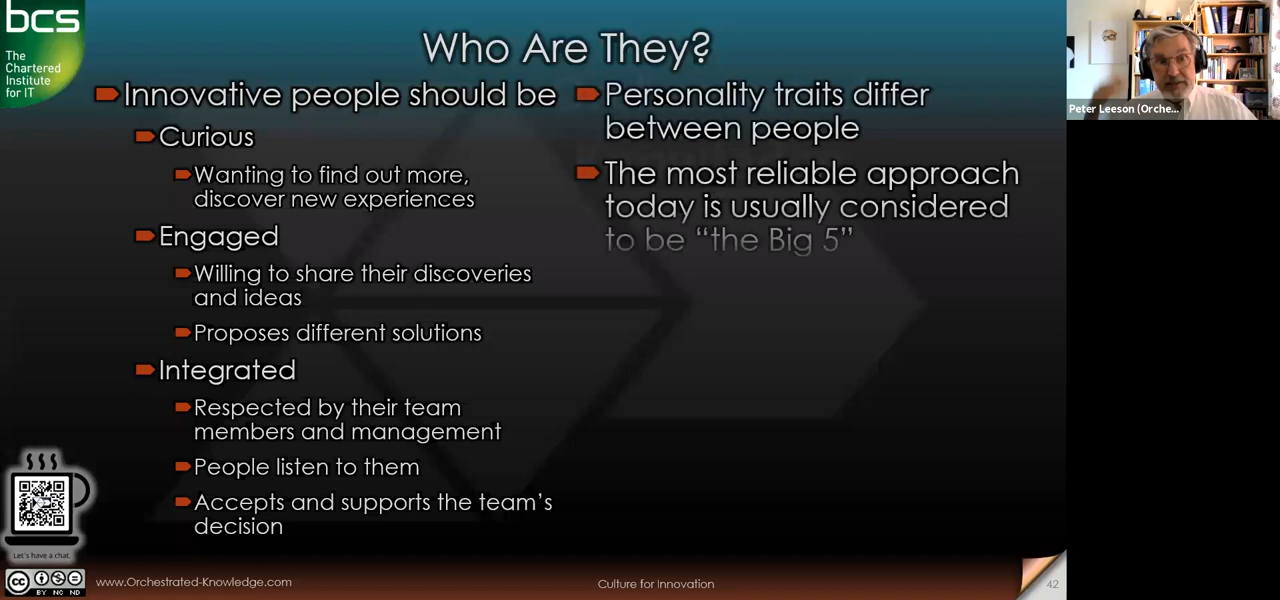 bcs
The
Chartered
Institute
for IT
Who Are They?
Innovative people should be
Curious
Wanting to find out more,
discover new experiences
Engaged
Willing to share their discoveries
and ideas
Proposes different solutions
Integrated
Respected by their team
members and management
People listen to them
Accepts and supports the team's
decision
Personality traits differ
between people
The most reliable approach
today is usually considered
to be “the Big 5”
Peter Leeson (Orche...
Let's have a chat.
cc
BY NC ND
www.Orchestrated-Knowledge.com
Culture for Innovation
42